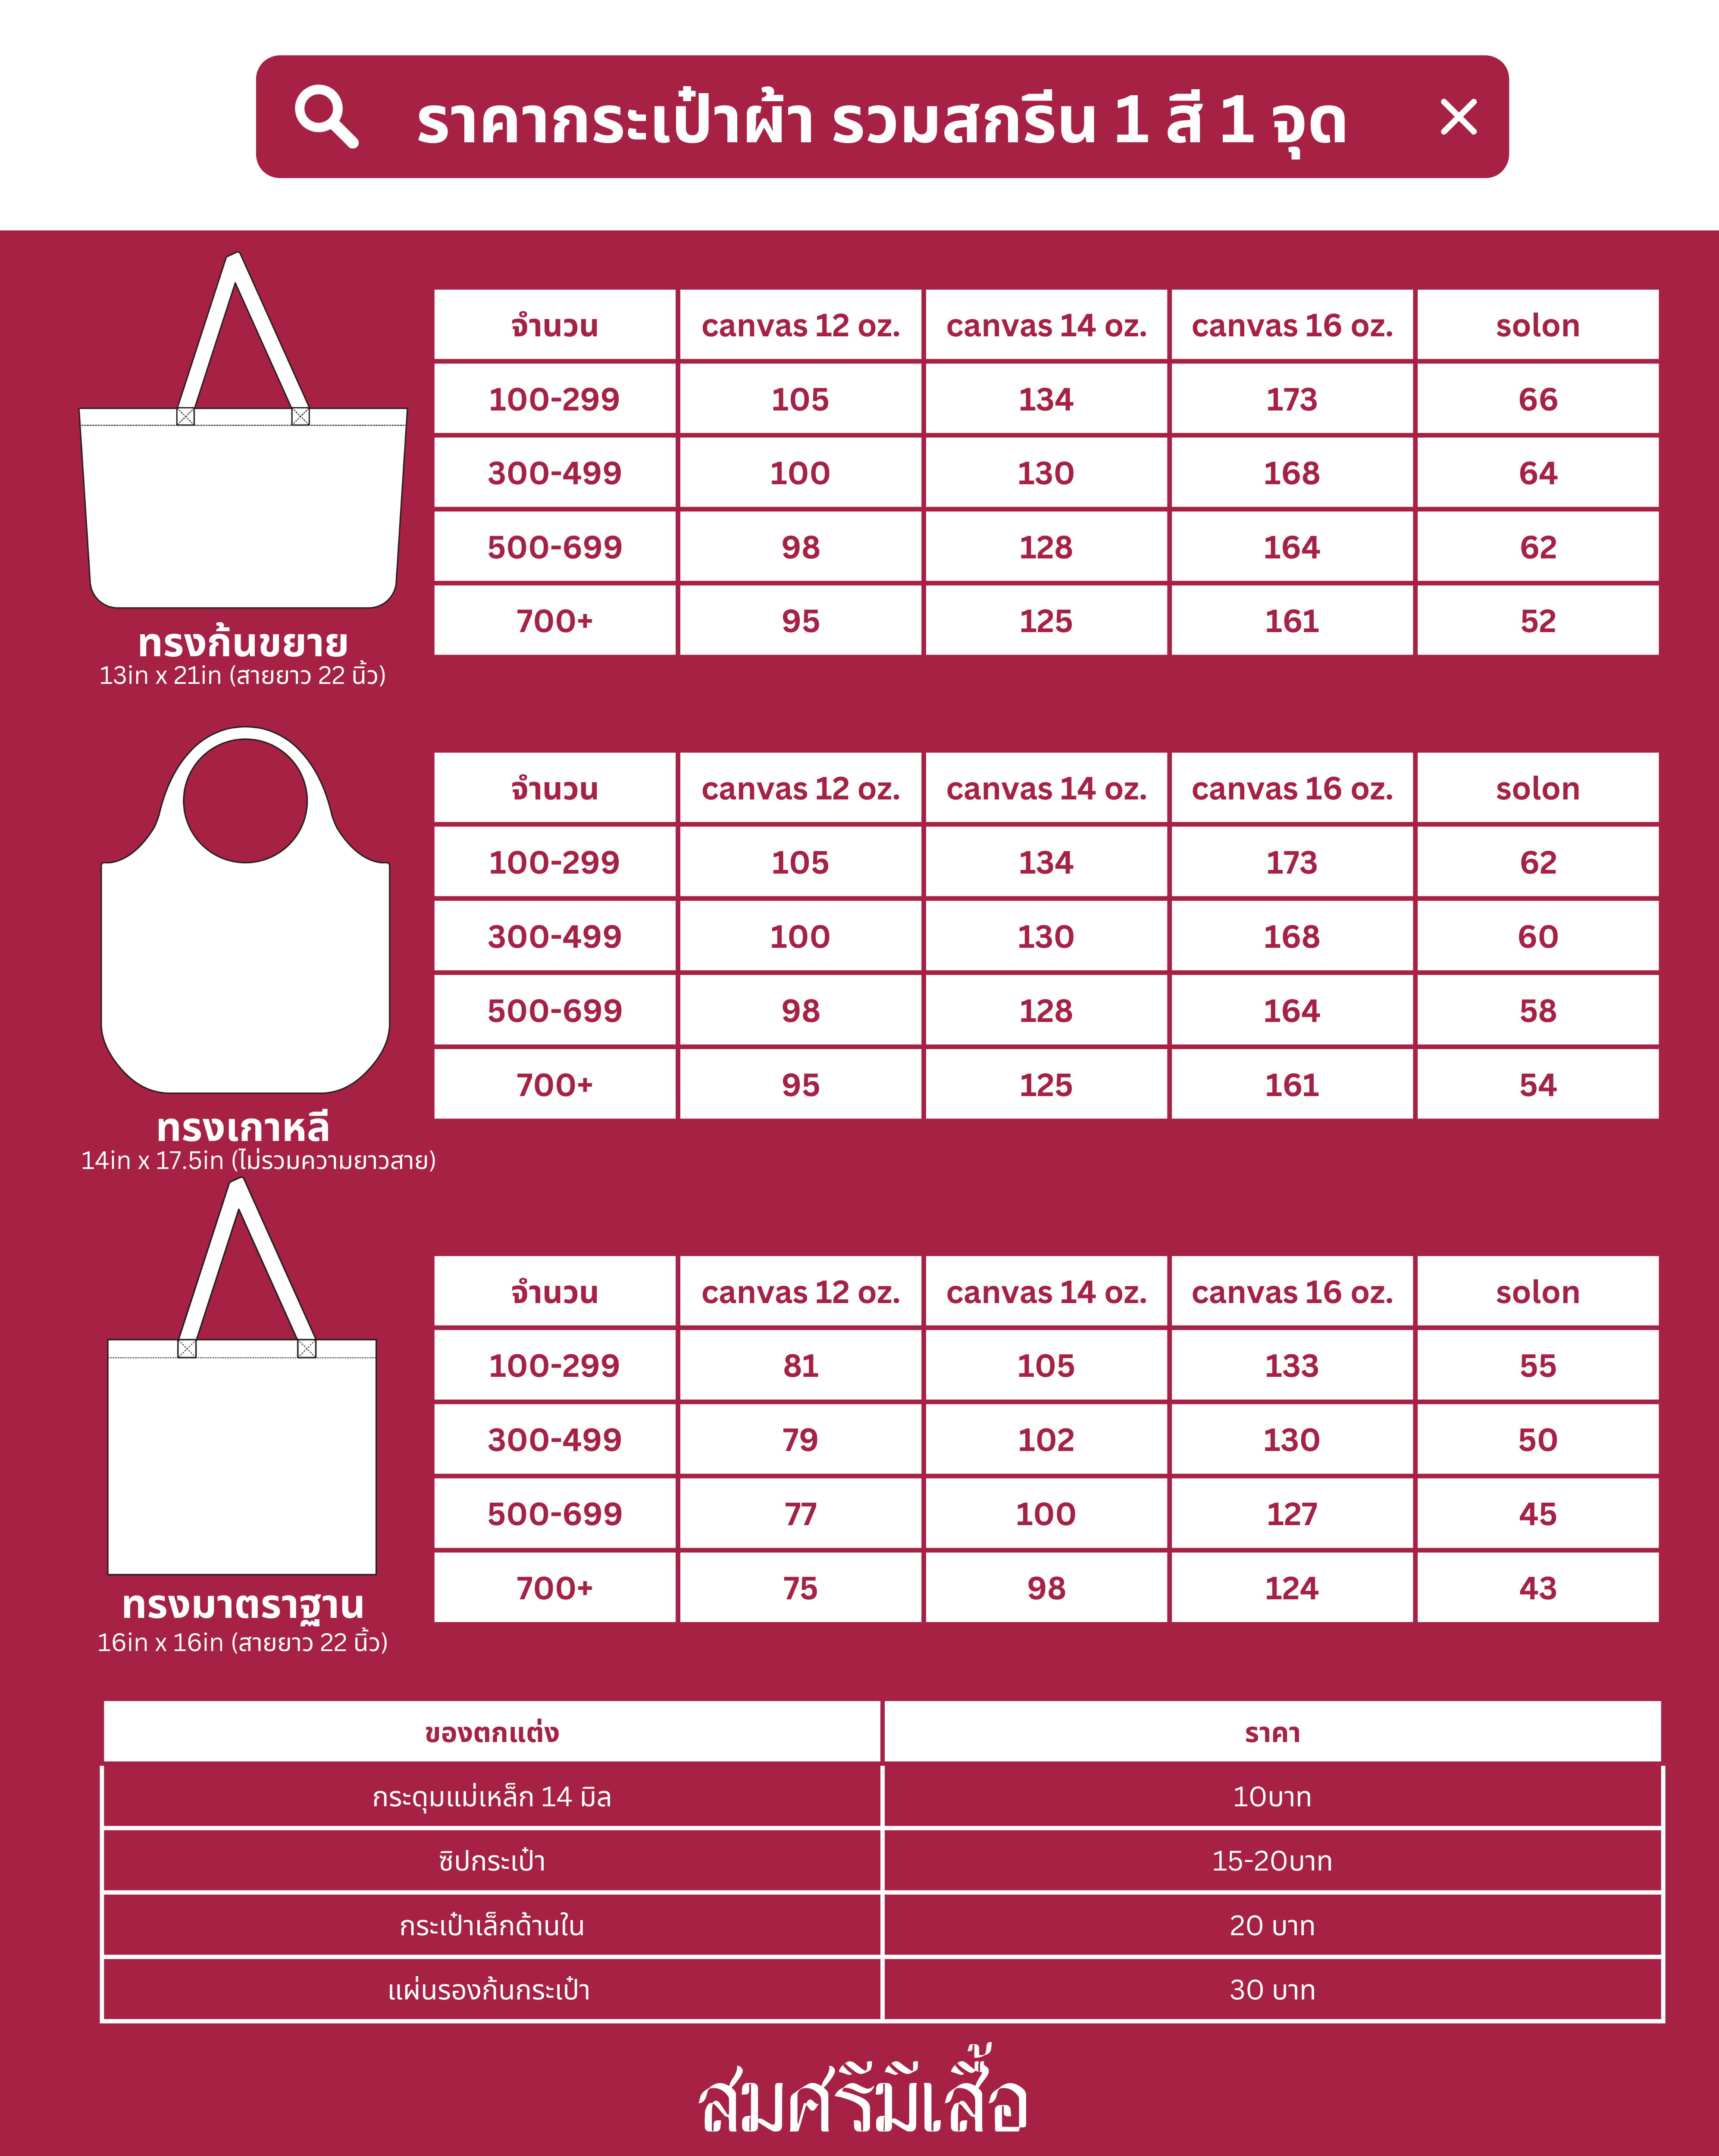 ราคากระเป๋าผ้า รวมสกรีน 1 สี 1 จุด
จำนวน canvas 12 oz. canvas 14 oz. canvas 16 oz. solon
100-299 105 134 173 66
300-499 100 130 168 64
500-699 98 128 164 62
700+ 95 125 161 52
ทรงก้นขยาย
13in x 21in (สายยาว 22 นิ้ว)
จำนวน canvas 12 oz. canvas 14 oz. canvas 16 oz. solon
100-299 105 134 173 62
300-499 100 130 168 60
500-699 98 128 164 58
700+ 95 125 161 54
ทรงเกาหลี
14in x 17.5in (ไม่รวมความยาวสาย)
จำนวน canvas 12 oz. canvas 14 oz. canvas 16 oz. solon
100-299 81 105 133 55
300-499 79 102 130 50
500-699 77 100 127 45
700+ 75 98 124 43
ทรงมาตราฐาน
16in x 16in (สายยาว 22 นิ้ว)
ของตกแต่ง ราคา
กระดุมแม่เหล็ก 14 มิล 10บาท
ซิปกระเป๋า 15-20บาท
กระเป๋าเล็กด้านใน 20 บาท
แผ่นรองก้นกระเป๋า 30 บาท
สมศรีมีเสื้อ